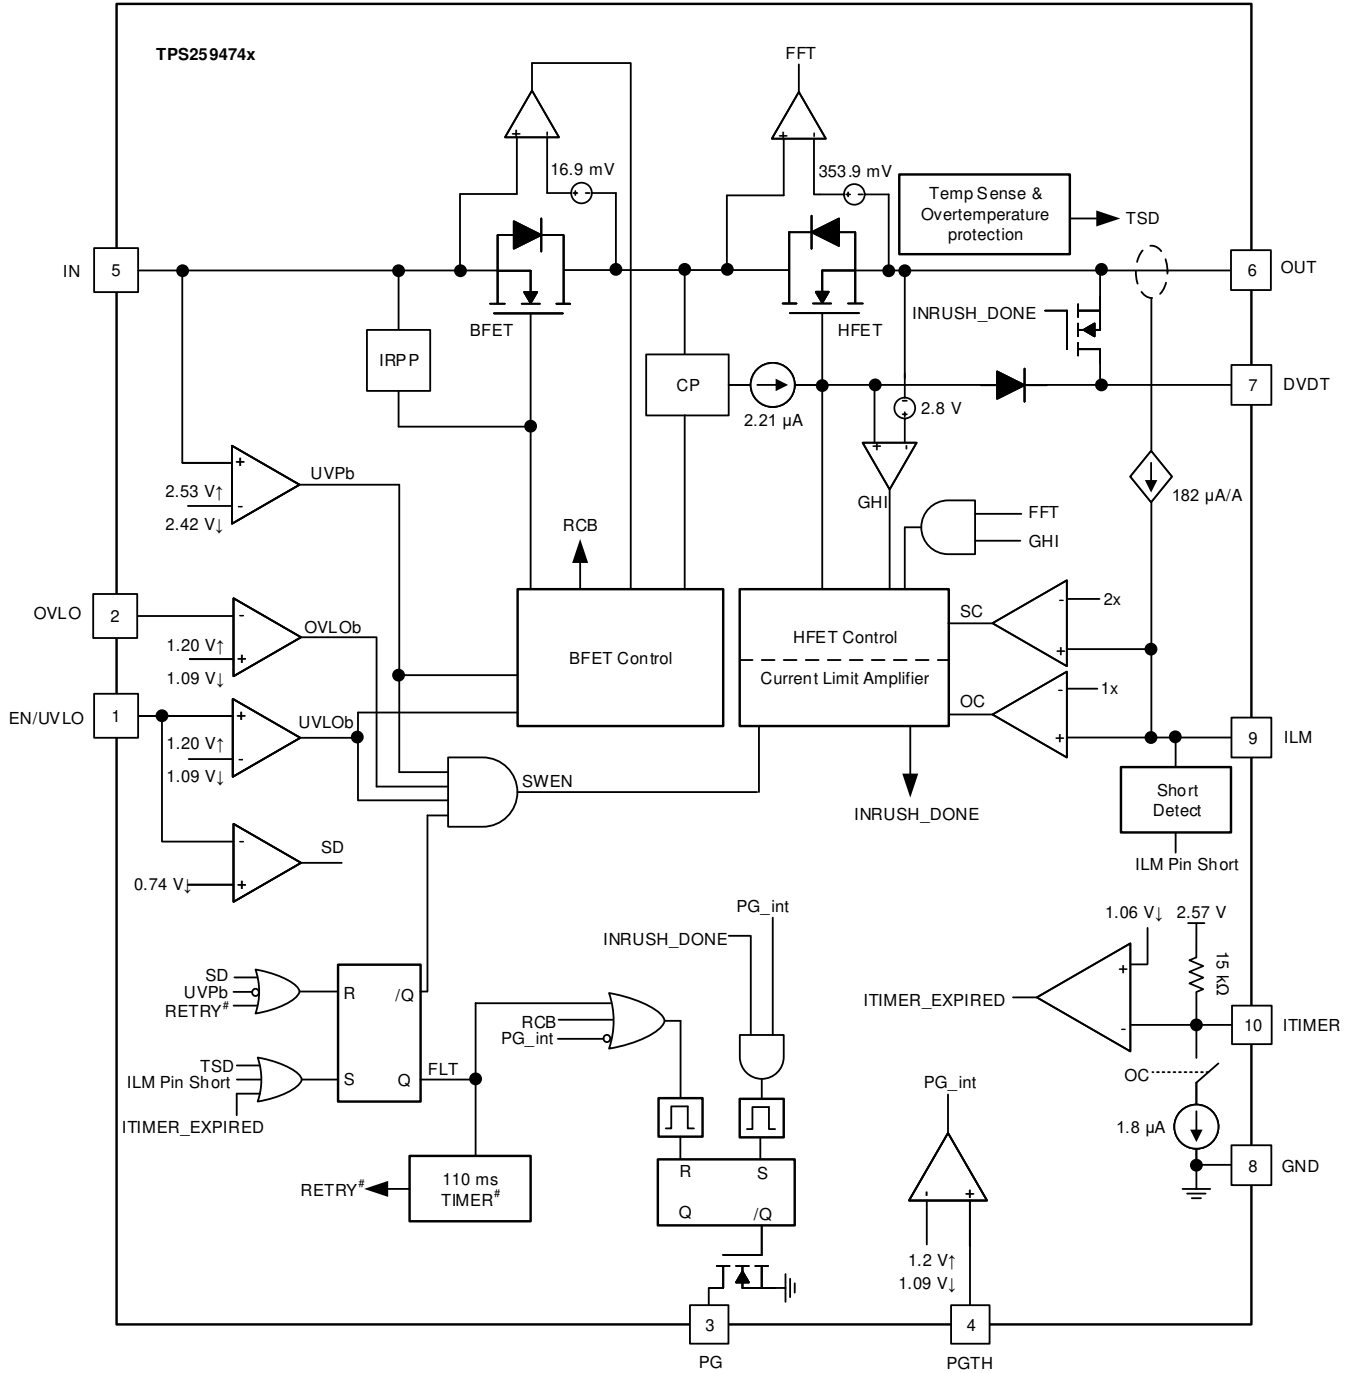 TPS259474x
FFT
16.9 mV
353.9 mV
Temp Sense &
Overtemperature
protection
TSD
IN
5
6
OUT
BFET
HFET
INRUSH_DONE
IRPP
CP
2.21 µA
2.8 V
7
DVDT
UVPb
2.53 V↑
-
2.42 V↓
+
GHI
182 µA/A
RCB
FFT
GHI
OVLO
2
-
OVLOb
1.20 V↑
+
1.09 V↓
BFET Control
HFET Control
Current Limit Amplifier
SC
-
2x
+
OC
-
1x
+
EN/UVLO
1
+
UVLOb
1.20 V↑
-
1.09 V↓
9
ILM
SWEN
INRUSH_DONE
Short
Detect
ILM Pin Short
-
SD
0.74 V↓
+
PG_int
INRUSH_DONE
1.06 V↓
2.57 V
15 kΩ
+
ITIMER_EXPIRED
-
10
ITIMER
SD
UVPb
RETRY#
R
/Q
RCB
PG_int
TSD
ILM Pin Short
ITIMER_EXPIRED
S
Q
FLT
PG_int
OC
1.8 µA
8
GND
RETRY#
110 ms
TIMER#
R
S
Q
/Q
-
+
1.2 V↑
1.09 V↓
3
PG
4
PGTH